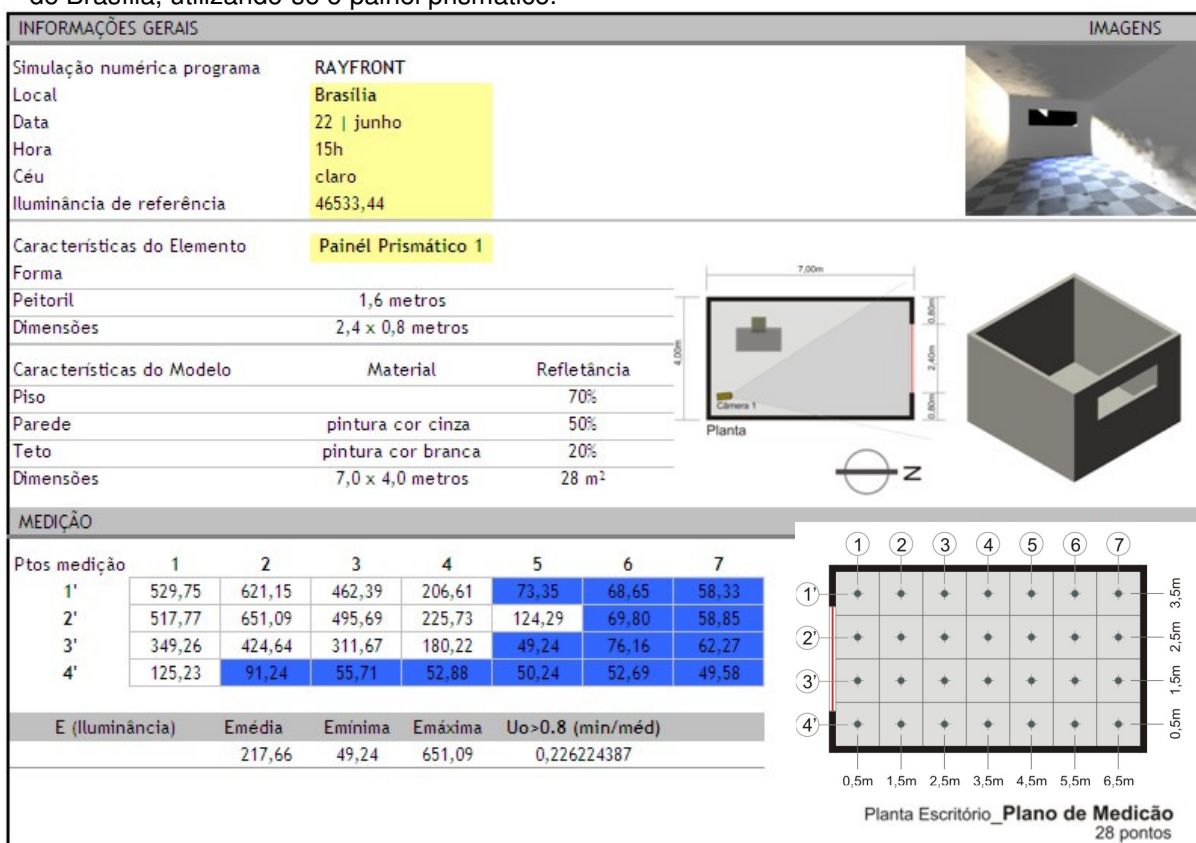 de Brasília, utilizando-se o painel prismático.
INFORMAÇÕES GERAIS IMAGENS
Simulação numérica programa RAYFRONT
Local Brasília
Data 22 | junho
Hora 15h
Céu claro
Iluminância de referência 46533,44
Características do Elemento Painél Prismático 1
Forma
Peitoril 1,6 metros
Dimensões 2,4 x 0,8 metros
Características do Modelo Material Refletância
Piso 70%
Parede pintura cor cinza 50%
Teto pintura cor branca 20%
Dimensões 7,0 x 4,0 metros 28 m²
7,00m
4,00m
0,80m
2,40m
0,80m
Câmera 1
Planta
N
MEDIÇÃO
Ptos medição 1 2 3 4 5 6 7
1' 529,75 621,15 462,39 206,61 73,35 68,65 58,33
2' 517,77 651,09 495,69 225,73 124,29 69,80 58,85
3' 349,26 424,64 311,67 180,22 49,24 76,16 62,27
4' 125,23 91,24 55,71 52,88 50,24 52,69 49,58
E (Iluminância) Emédia Emínima Emáxima Uo>0.8 (min/méd)
217,66 49,24 651,09 0,226224387
1 2 3 4 5 6 7
1' 3,5m
2' 2,5m
3' 1,5m
4' 0,5m
0,5m 1,5m 2,5m 3,5m 4,5m 5,5m 6,5m
Planta Escritório_Plano de Medicão
28 pontos